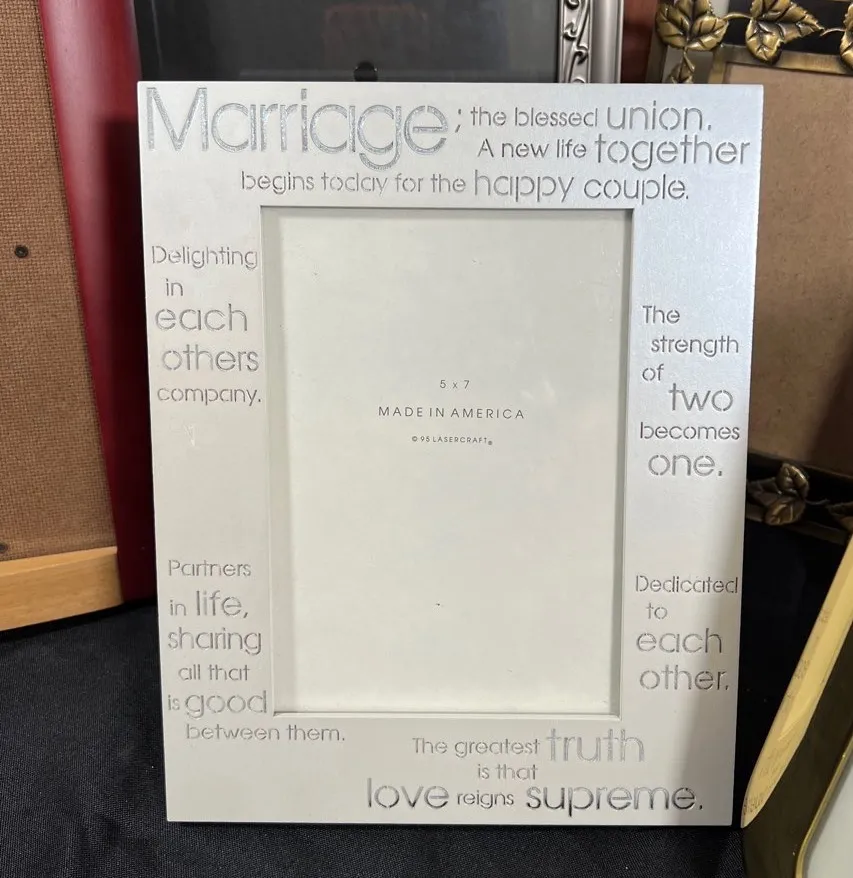 Marriage; the blessed union.
A new life together
begins today for the happy couple.
Delighting
in
each
others
company.
The
strength
of
two
becomes
one.
5 x 7
MADE IN AMERICA
© 95 LASERCRAFT®
Partners
in life,
sharing
all that
is good
between them.
Dedicated
to
each
other.
The greatest truth
is that
love reigns supreme.